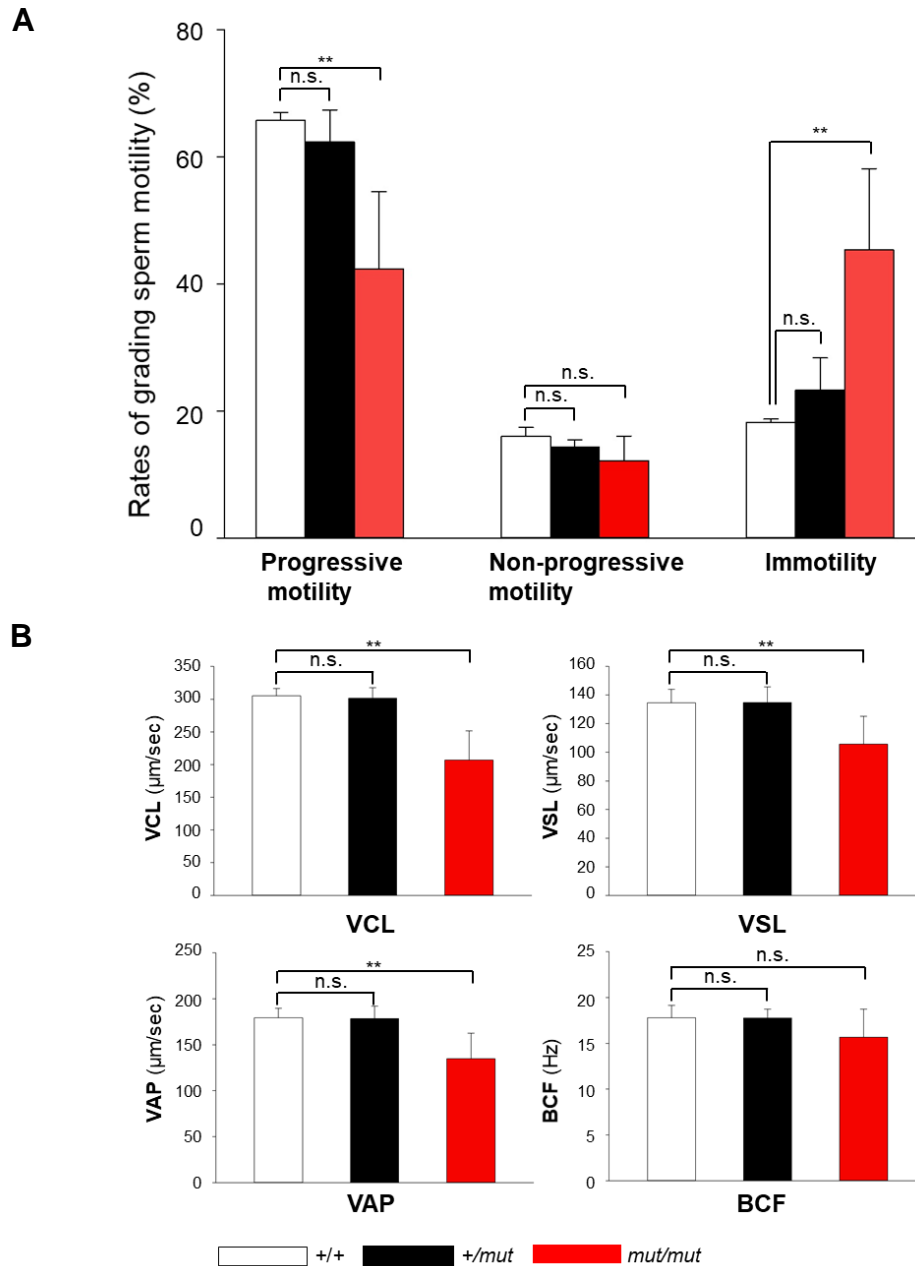 A
Rates of grading sperm motility (%)
80
60
40
20
0
**
n.s.
n.s.
n.s.
**
n.s.
Progressive
motility
Non-progressive
motility
Immotility
B
VCL (µm/sec)
350
300
250
200
150
100
50
0
**
n.s.
VCL
VSL (µm/sec)
160
140
120
100
80
60
40
20
0
**
n.s.
VSL
VAP (µm/sec)
250
200
150
100
50
0
**
n.s.
VAP
BCF (Hz)
25
20
15
10
5
0
n.s.
n.s.
BCF
+/+ +/mut mut/mut